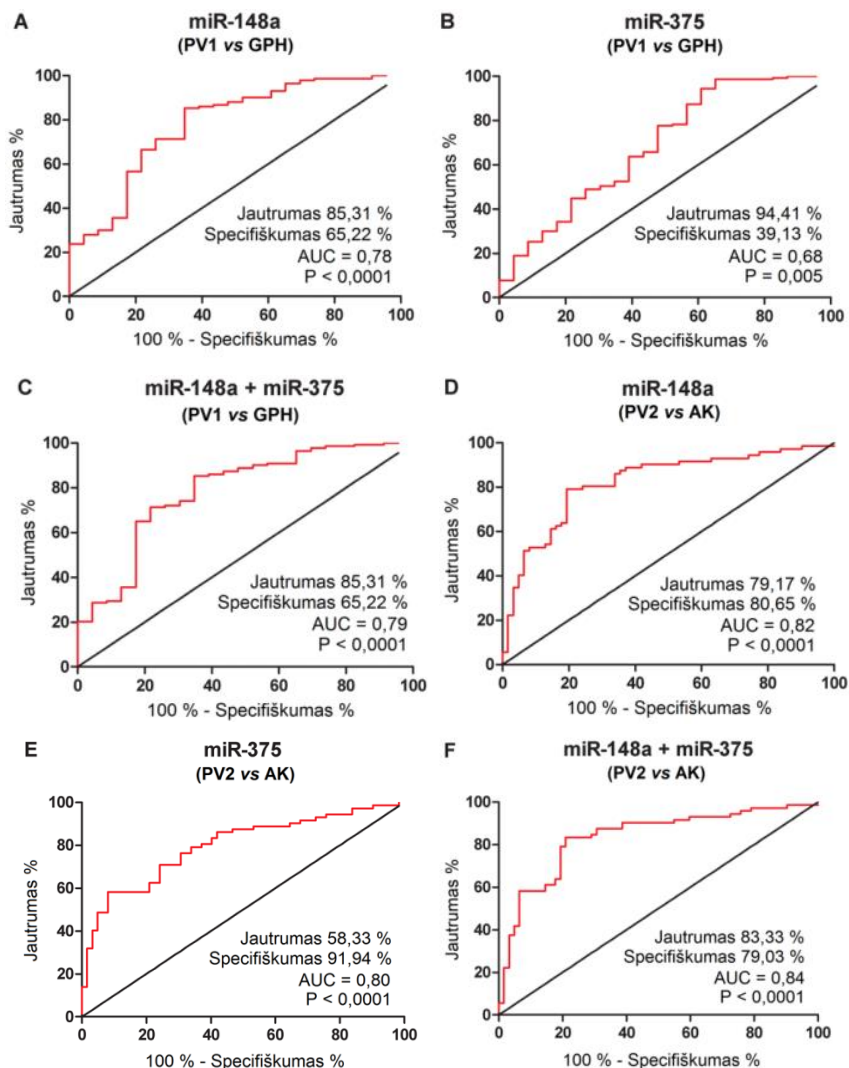 A
miR-148a
(PV1 vs GPH)
Jautrumas %
100
80
60
40
20
0
Jautrumas 85,31 %
Specifiškumas 65,22 %
AUC = 0,78
P < 0,0001
0 20 40 60 80 100
100 % - Specifiškumas %
B
miR-375
(PV1 vs GPH)
Jautrumas %
100
80
60
40
20
0
Jautrumas 94,41 %
Specifiškumas 39,13 %
AUC = 0,68
P = 0,005
0 20 40 60 80 100
100 % - Specifiškumas %
C
miR-148a + miR-375
(PV1 vs GPH)
Jautrumas %
100
80
60
40
20
0
Jautrumas 85,31 %
Specifiškumas 65,22 %
AUC = 0,79
P < 0,0001
0 20 40 60 80 100
100 % - Specifiškumas %
D
miR-148a
(PV2 vs AK)
Jautrumas %
100
80
60
40
20
0
Jautrumas 79,17 %
Specifiškumas 80,65 %
AUC = 0,82
P < 0,0001
0 20 40 60 80 100
100 % - Specifiškumas %
E
miR-375
(PV2 vs AK)
Jautrumas %
100
80
60
40
20
0
Jautrumas 58,33 %
Specifiškumas 91,94 %
AUC = 0,80
P < 0,0001
0 20 40 60 80 100
100 % - Specifiškumas %
F
miR-148a + miR-375
(PV2 vs AK)
Jautrumas %
100
80
60
40
20
0
Jautrumas 83,33 %
Specifiškumas 79,03 %
AUC = 0,84
P < 0,0001
0 20 40 60 80 100
100 % - Specifiškumas %